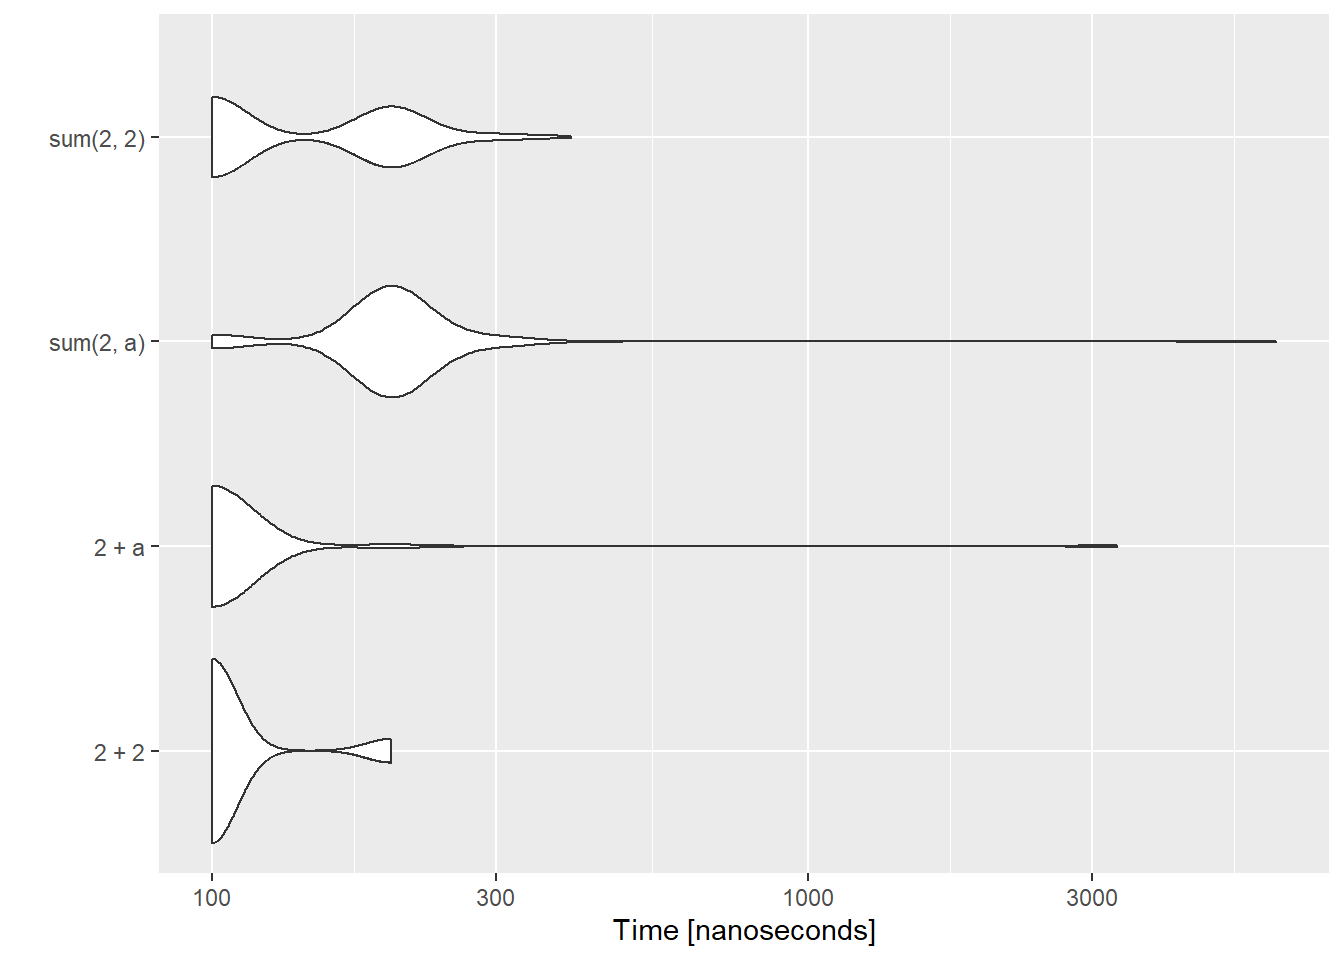 sum(2, 2)
sum(2, a)
2 + a
2 + 2
100 300 1000 3000
Time [nanoseconds]